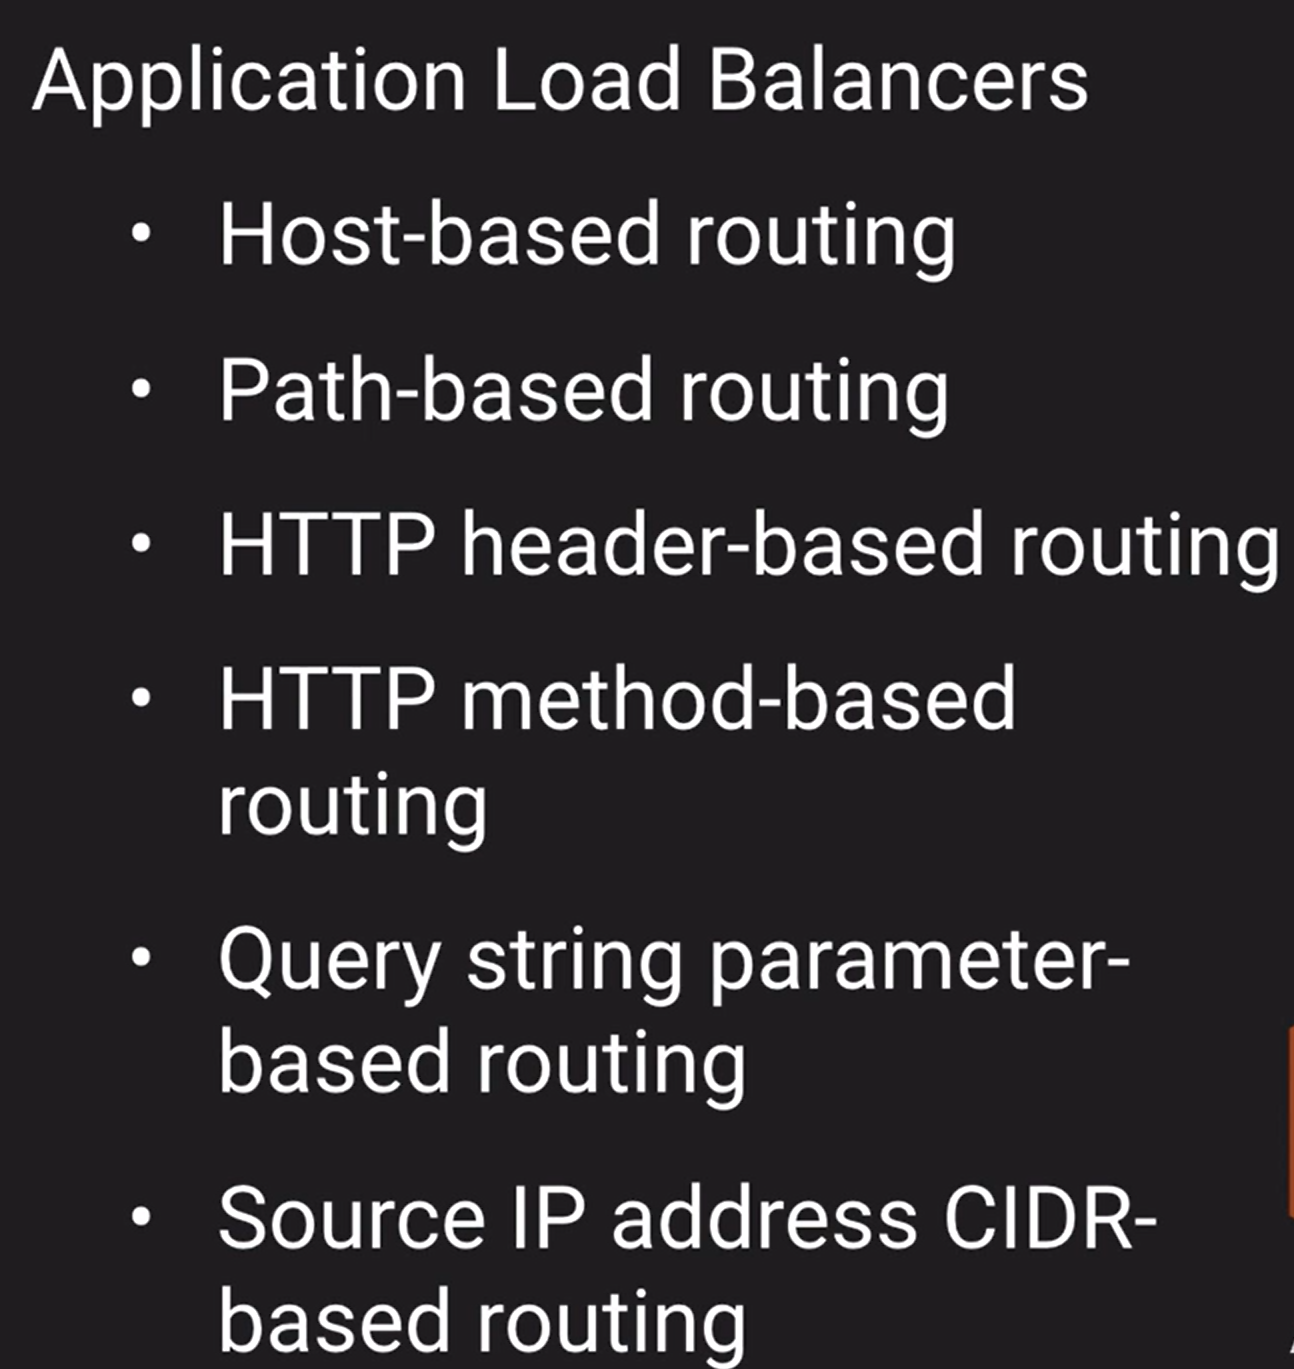 Application Load Balancers
• Host-based routing
• Path-based routing
• HTTP header-based routing
• HTTP method-based
routing
• Query string parameter-
based routing
• Source IP address CIDR-
based routing